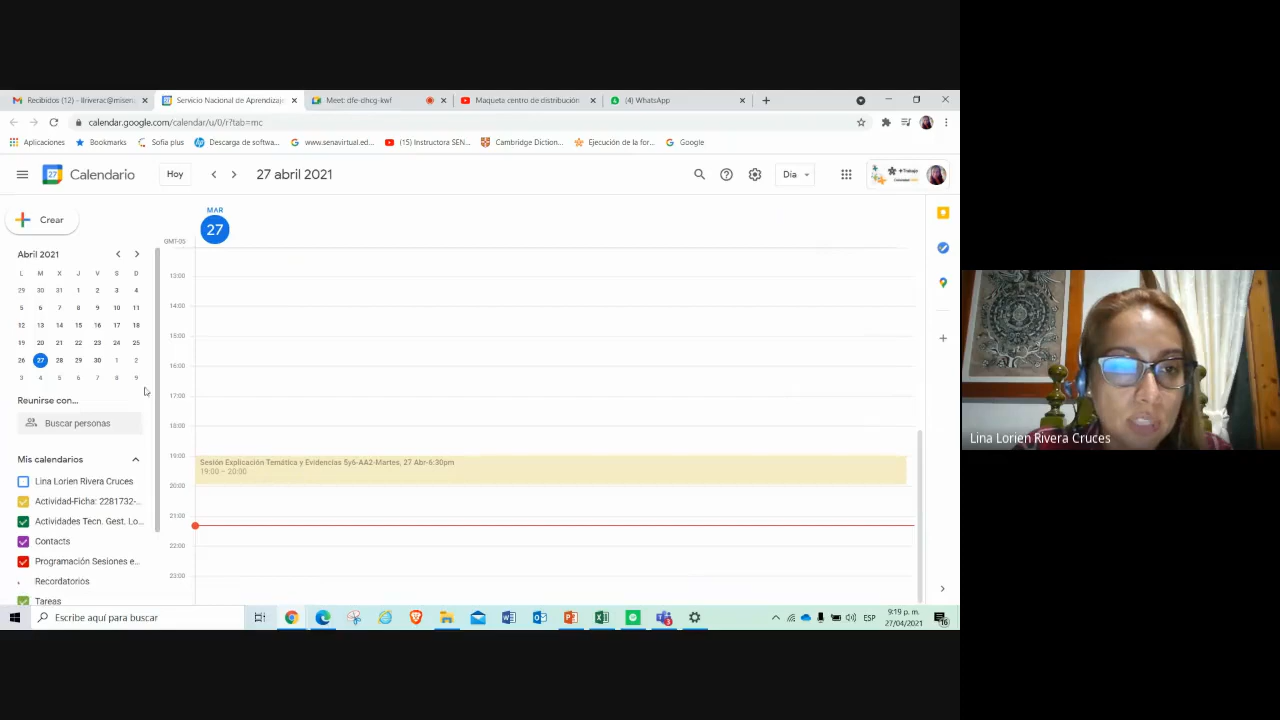 Recibidos (12) - llriverac@misen
Servicio Nacional de Aprendizaje
Meet: dfe-dhcg-kwf
Maqueta centro de distribución
(4) WhatsApp
calendar.google.com/calendar/u/0/r?tab=mc
Aplicaciones
Bookmarks
Sofia plus
Descarga de softwa...
www.senavirtual.ed...
(15) Instructora SEN...
Cambridge Diction...
Ejecución de la for...
Google
27
Calendario
Hoy
27 abril 2021
Día
+Trabajo
Crear
MAR
27
GMT-05
Abril 2021
L M X J V S D
29 30 31 1 2 3 4
5 6 7 8 9 10 11
12 13 14 15 16 17 18
19 20 21 22 23 24 25
26 27 28 29 30 1 2
3 4 5 6 7 8 9
Reunirse con...
Buscar personas
Mis calendarios
Lina Lorien Rivera Cruces
Actividad-Ficha: 2281732-...
Actividades Tecn. Gest. Lo...
Contacts
Programación Sesiones e...
Recordatorios
Tareas
13:00
14:00
15:00
16:00
17:00
18:00
19:00
Sesión Explicación Temática y Evidencias 5y6-AA2-Martes, 27 Abr-6:30pm
19:00 – 20:00
20:00
21:00
22:00
23:00
Lina Lorien Rivera Cruces
Escribe aquí para buscar
ESP
9:19 p. m.
27/04/2021
16